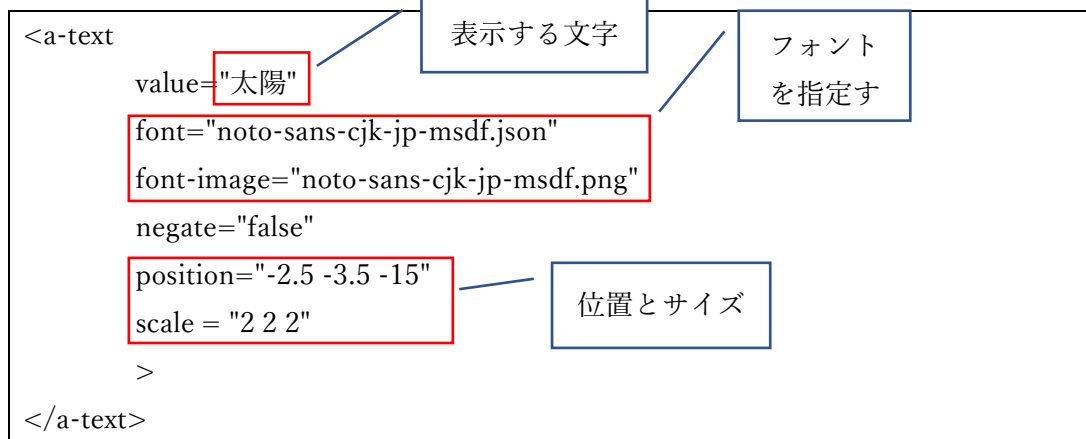 <a-text
表示する文字
フォント
を指定す
value="太陽"
font="noto-sans-cjk-jp-msdf.json"
font-image="noto-sans-cjk-jp-msdf.png"
negate="false"
position="-2.5 -3.5 -15"
位置とサイズ
scale = "2 2 2"
>
</a-text>